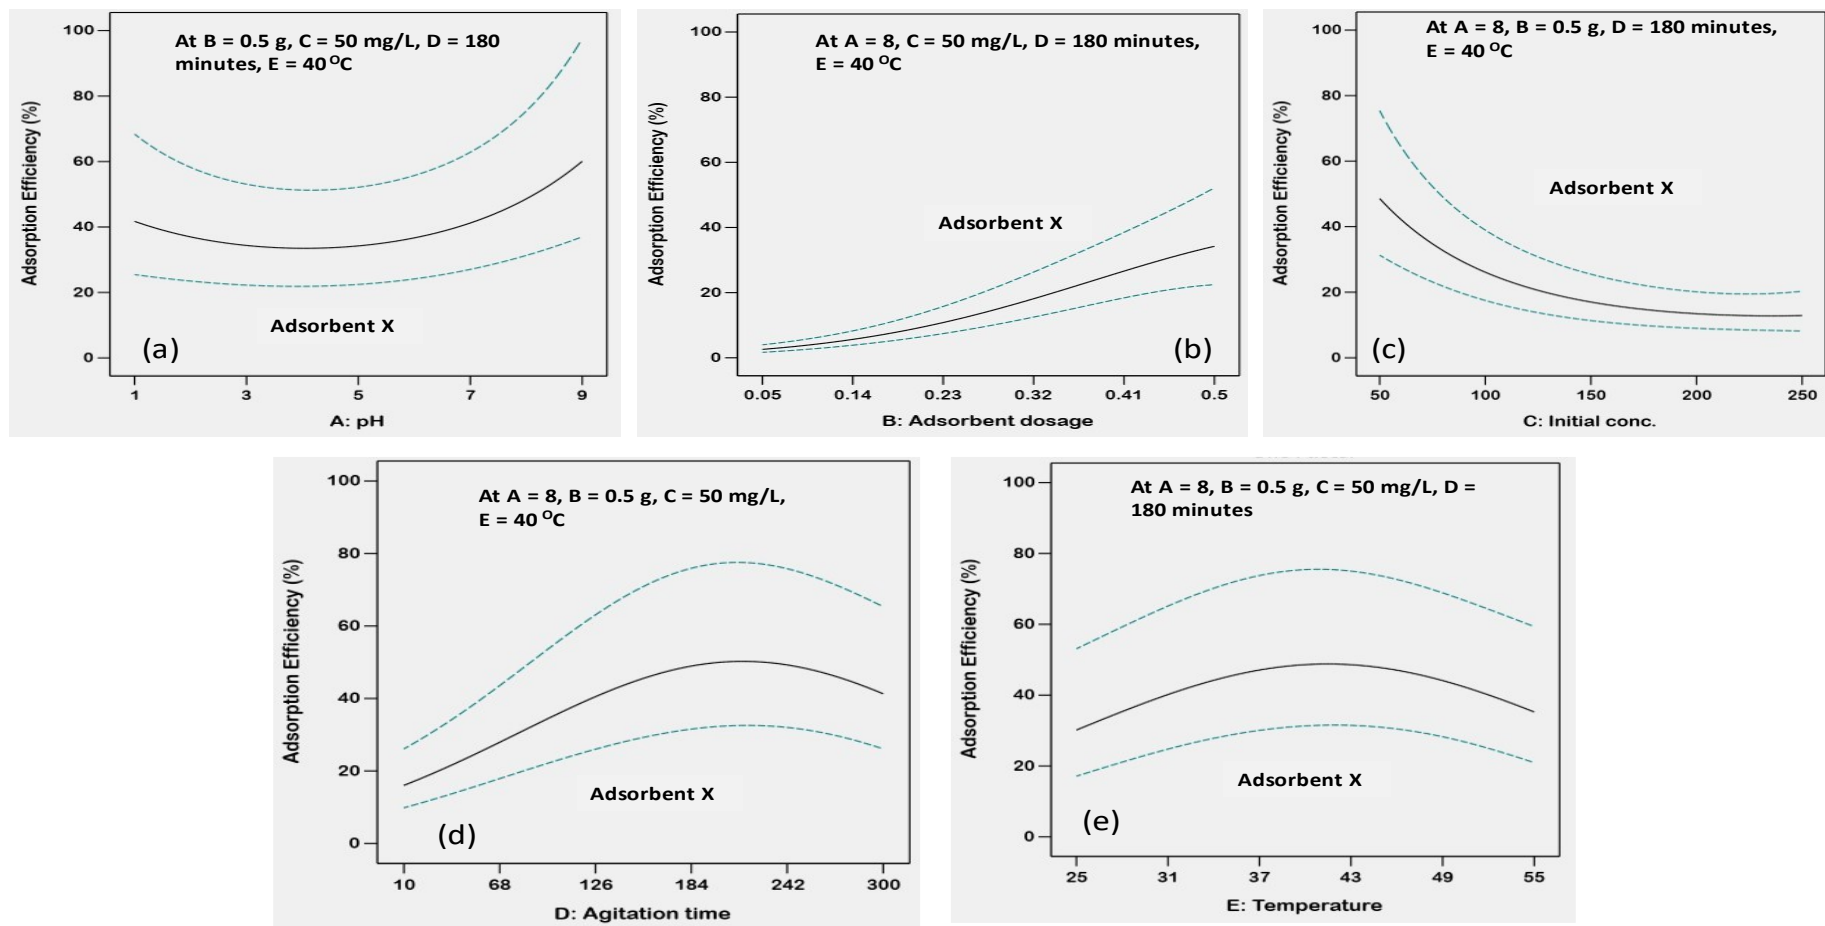 At B = 0.5 g, C = 50 mg/L, D = 180
minutes, E = 40 ᴼC
Adsorption Efficiency (%)
100
80
60
40
20
0
Adsorbent X
(a)
1 3 5 7 9
A: pH
At A = 8, C = 50 mg/L, D = 180 minutes,
E = 40 ᴼC
Adsorption Efficiency (%)
100
80
60
40
20
0
Adsorbent X
(b)
0.05 0.14 0.23 0.32 0.41 0.5
B: Adsorbent dosage
At A = 8, B = 0.5 g, D = 180 minutes,
E = 40 ᴼC
Adsorption Efficiency (%)
100
80
60
40
20
0
Adsorbent X
(c)
50 100 150 200 250
C: Initial conc.
At A = 8, B = 0.5 g, C = 50 mg/L,
E = 40 ᴼC
Adsorption Efficiency (%)
100
80
60
40
20
0
Adsorbent X
(d)
10 68 126 184 242 300
D: Agitation time
At A = 8, B = 0.5 g, C = 50 mg/L, D =
180 minutes
Adsorption Efficiency (%)
100
80
60
40
20
0
Adsorbent X
(e)
25 31 37 43 49 55
E: Temperature